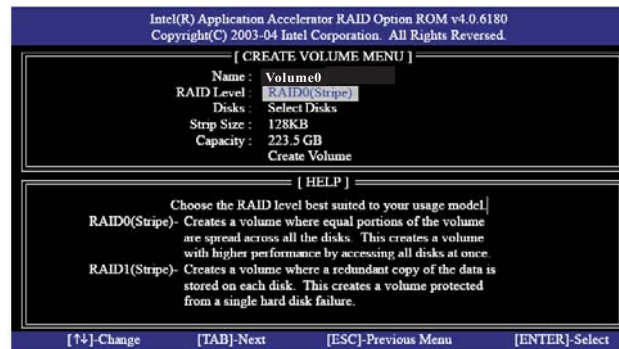 Intel(R) Application Accelerator RAID Option ROM v4.0.6180
Copyright(C) 2003-04 Intel Corporation. All Rights Reversed.
[ CREATE VOLUME MENU ]
Name : Volume0
RAID Level : RAID0(Stripe)
Disks : Select Disks
Strip Size : 128KB
Capacity : 223.5 GB
Create Volume
[ HELP ]
Choose the RAID level best suited to your usage model.
RAID0(Stripe)- Creates a volume where equal portions of the volume
are spread across all the disks. This creates a volume
with higher performance by accessing all disks at once.
RAID1(Stripe)- Creates a volume where a redundant copy of the data is
stored on each disk. This creates a volume protected
from a single hard disk failure.
[↑↓]-Change [TAB]-Next [ESC]-Previous Menu [ENTER]-Select